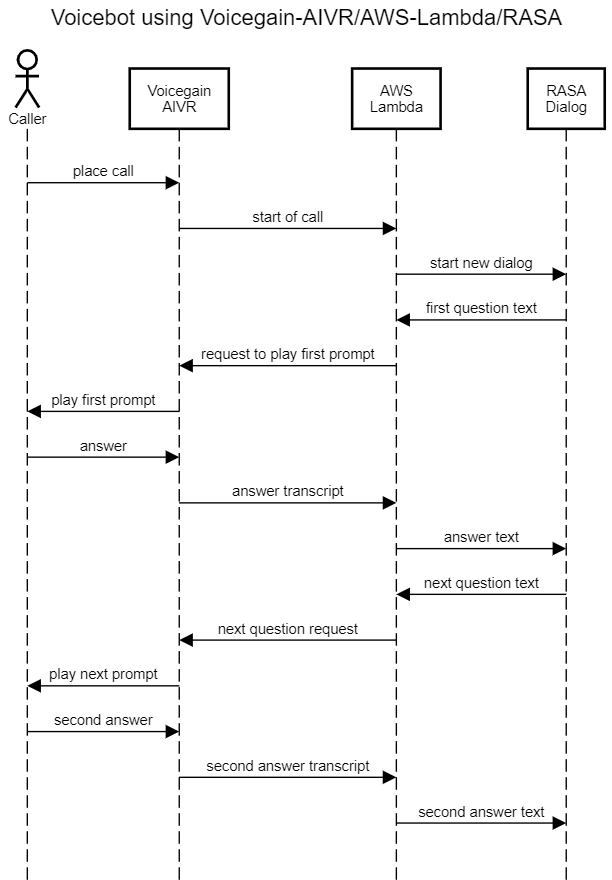 Voicebot using Voicegain-AIVR/AWS-Lambda/RASA
Caller
Voicegain
AIVR
AWS
Lambda
RASA
Dialog
place call
start of call
start new dialog
first question text
request to play first prompt
play first prompt
answer
answer transcript
answer text
next question text
next question request
play next prompt
second answer
second answer transcript
second answer text